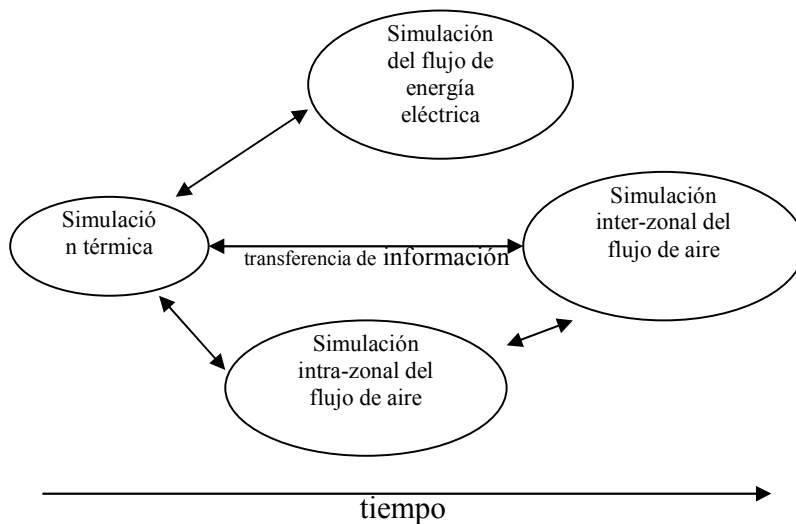 Simulación
del flujo de
energía
eléctrica
Simulació
n térmica
transferencia de información
Simulación
inter-zonal del
flujo de aire
Simulación
intra-zonal del
flujo de aire
tiempo